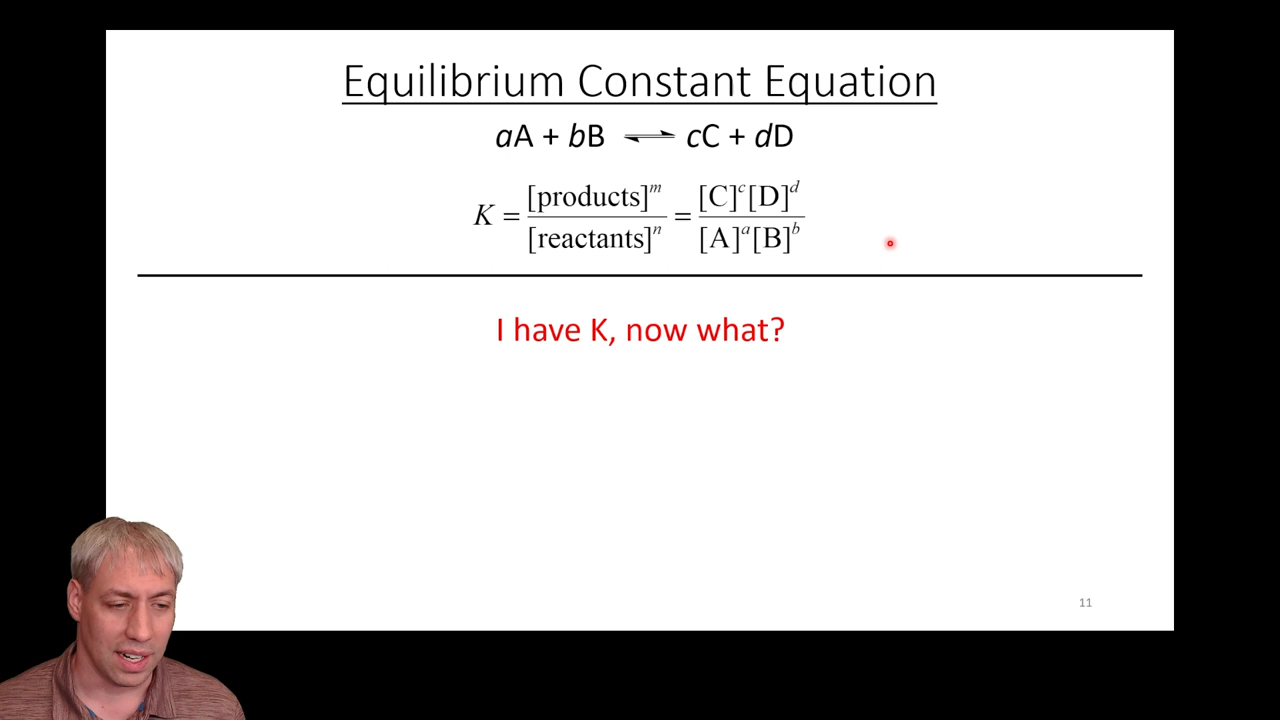 Equilibrium Constant Equation
aA + bB ⇌ cC + dD
K = [products]^m / [reactants]^n = [C]^c[D]^d / [A]^a[B]^b
I have K, now what?
11